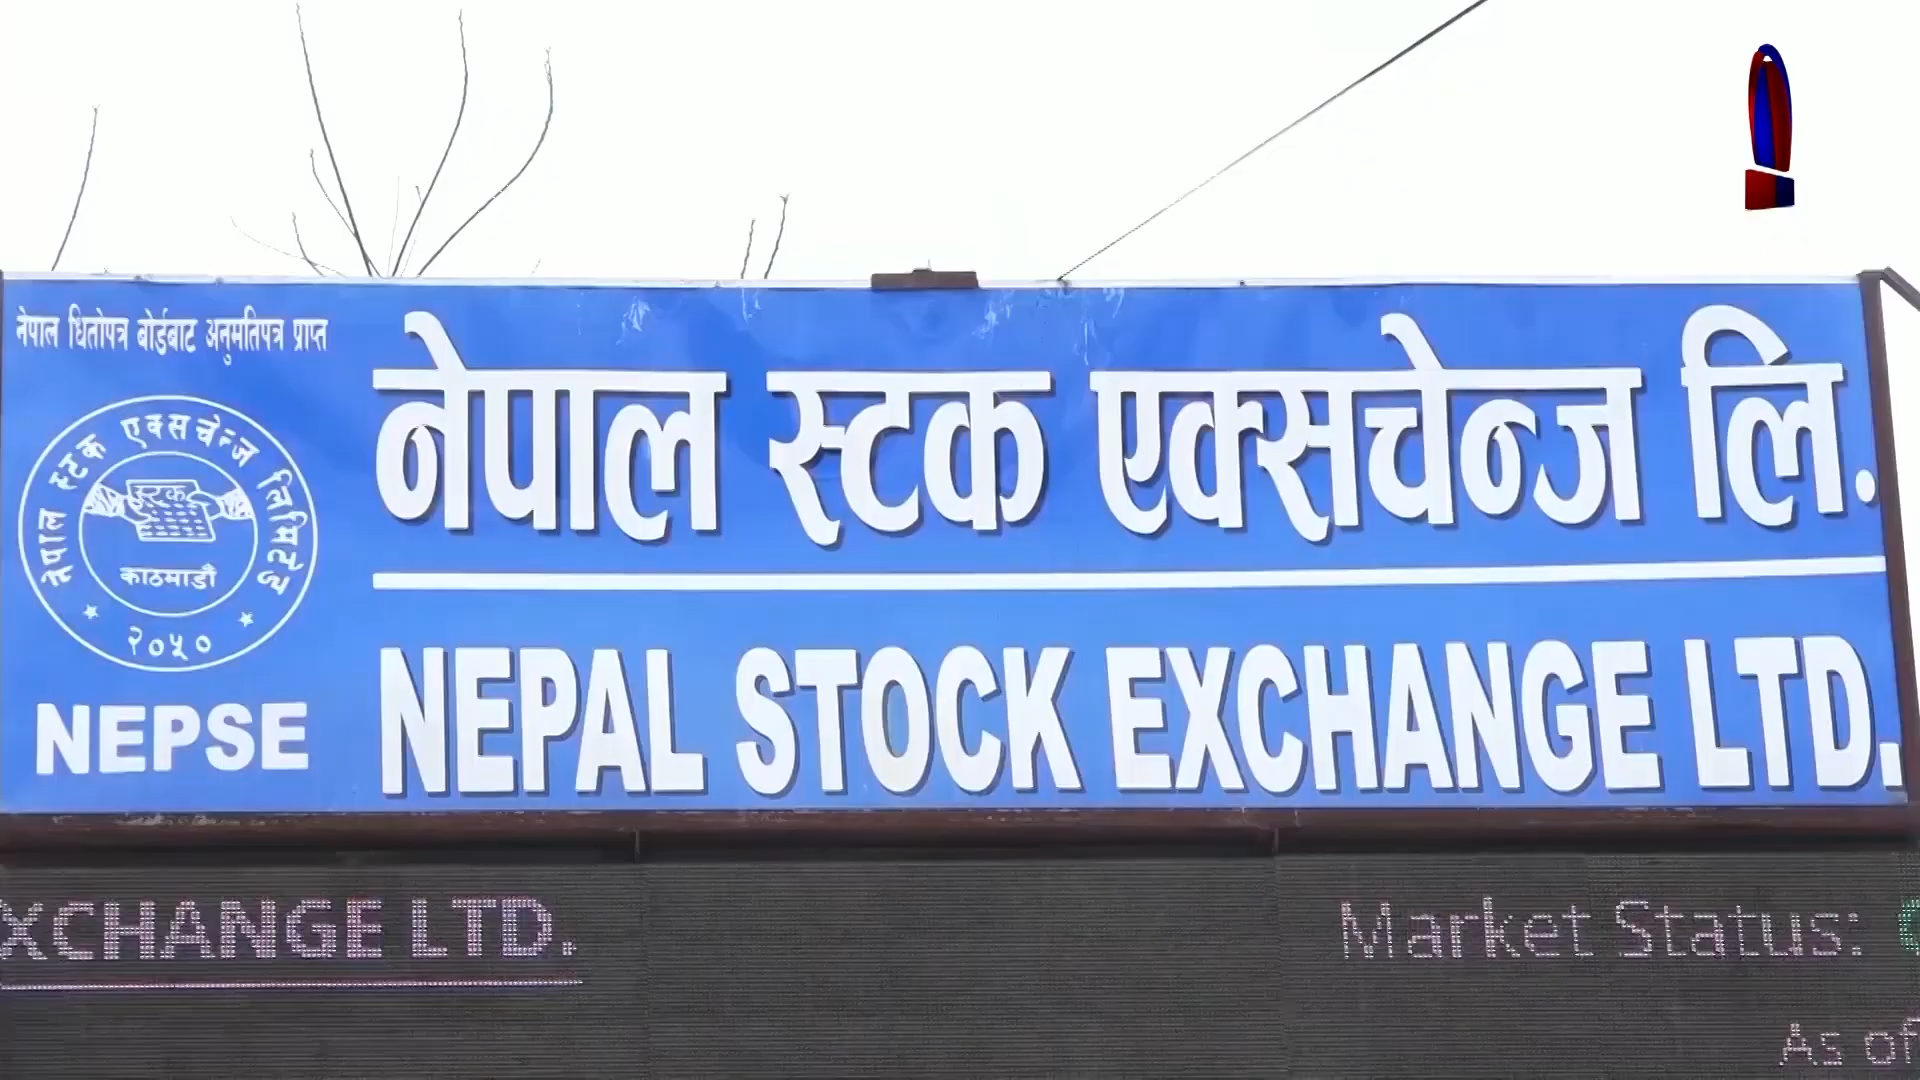 नेपाल धितोपत्र बोर्डबाट अनुमतिपत्र प्राप्त
नेपाल स्टक एक्सचेन्ज लिमिटेड
स्टक
काठमाडौं
२०५०
NEPSE
नेपाल स्टक एक्सचेन्ज लि.
NEPAL STOCK EXCHANGE LTD.
XCHANGE LTD.
Market Status:
As of